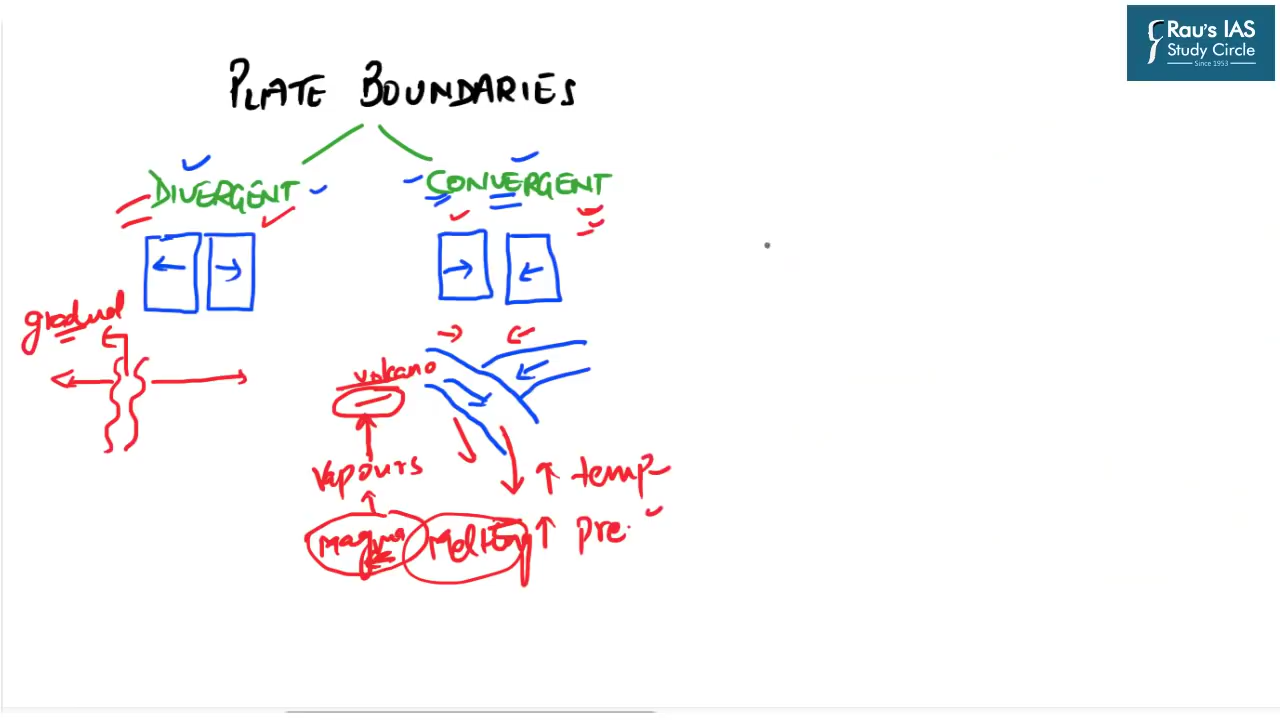 Rau's IAS
Study Circle
Since 1953
PLATE BOUNDARIES
DIVERGENT
CONVERGENT
gradual
volcano
Vapours
↑ temp
magma
Melting
↑ pre.